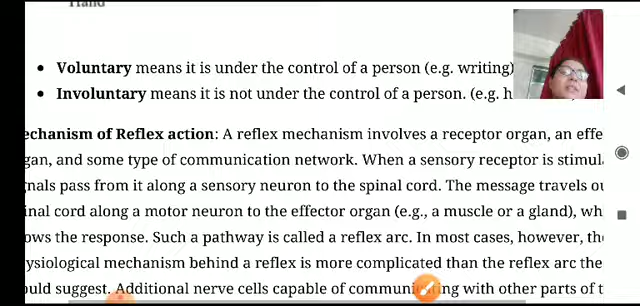 Hand
• Voluntary means it is under the control of a person (e.g. writing)
• Involuntary means it is not under the control of a person. (e.g. h
echanism of Reflex action: A reflex mechanism involves a receptor organ, an effe
gan, and some type of communication network. When a sensory receptor is stimul
nals pass from it along a sensory neuron to the spinal cord. The message travels ou
inal cord along a motor neuron to the effector organ (e.g., a muscle or a gland), wh
ows the response. Such a pathway is called a reflex arc. In most cases, however, th
ysiological mechanism behind a reflex is more complicated than the reflex arc the
ould suggest. Additional nerve cells capable of communicating with other parts of t